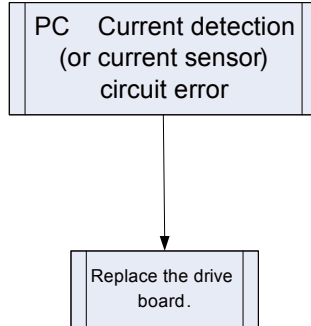 PC Current detection
(or current sensor)
circuit error
Replace the drive
board.